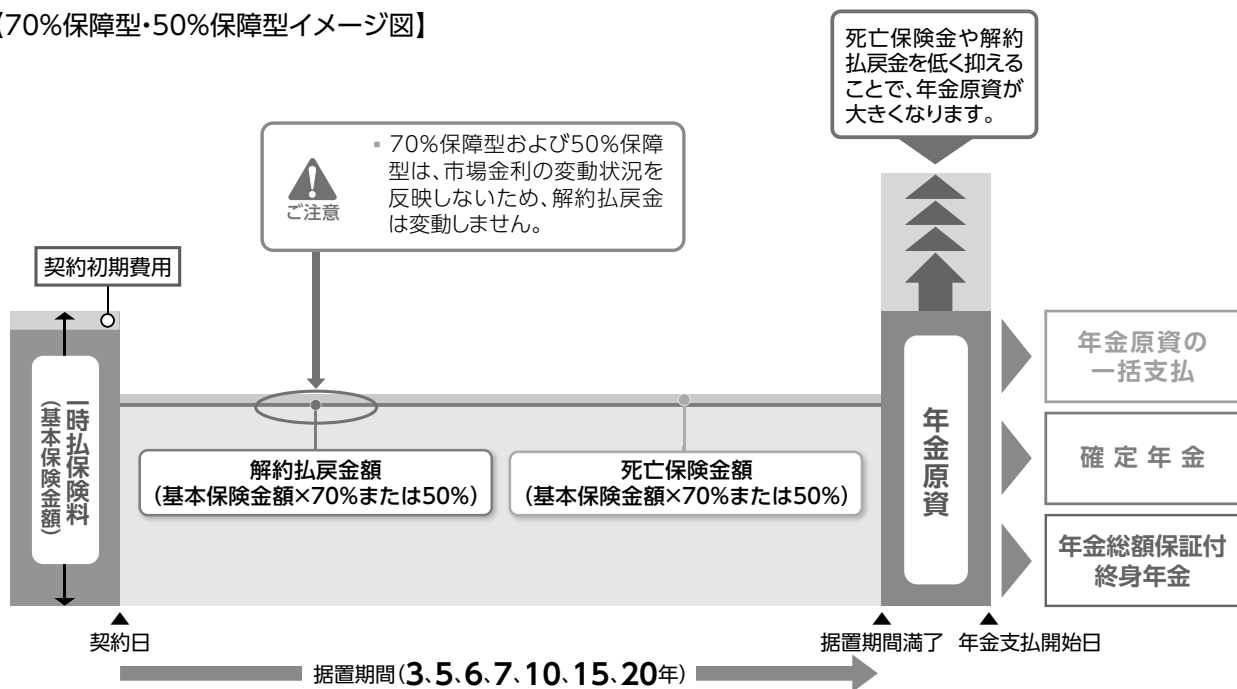 【70%保障型・50%保障型イメージ図】
死亡保険金や解約
払戻金を低く抑える
ことで、年金原資が
大きくなります。
ご注意
▪ 70%保障型および50%保障
型は、市場金利の変動状況を
反映しないため、解約払戻金
は変動しません。
契約初期費用
一時払保険料
(基本保険金額)
解約払戻金額
(基本保険金額×70%または50%)
死亡保険金額
(基本保険金額×70%または50%)
年金原資
年金原資の
一括支払
確定年金
年金総額保証付
終身年金
契約日
据置期間満了
年金支払開始日
据置期間(3、5、6、7、10、15、20年)